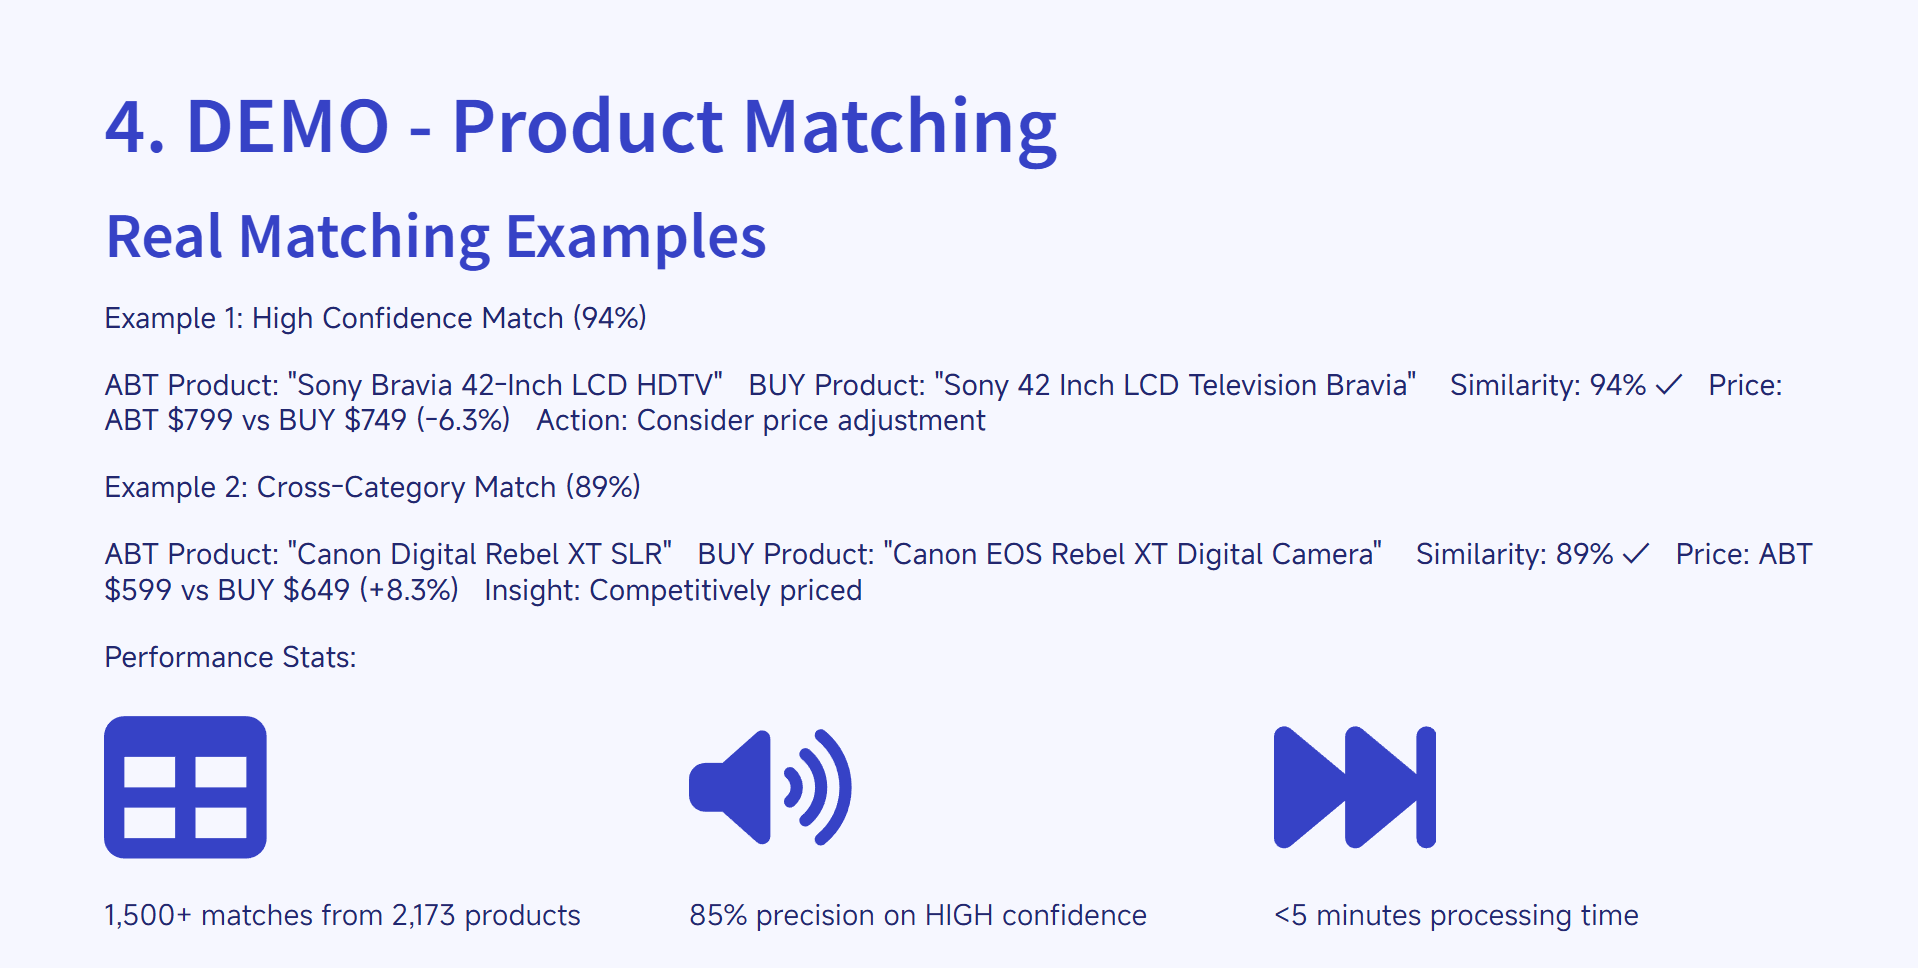 4. DEMO - Product Matching
Real Matching Examples
Example 1: High Confidence Match (94%)
ABT Product: "Sony Bravia 42-Inch LCD HDTV" BUY Product: "Sony 42 Inch LCD Television Bravia" Similarity: 94% ✓ Price:
ABT $799 vs BUY $749 (-6.3%) Action: Consider price adjustment
Example 2: Cross-Category Match (89%)
ABT Product: "Canon Digital Rebel XT SLR" BUY Product: "Canon EOS Rebel XT Digital Camera" Similarity: 89% ✓ Price: ABT
$599 vs BUY $649 (+8.3%) Insight: Competitively priced
Performance Stats:
1,500+ matches from 2,173 products
85% precision on HIGH confidence
<5 minutes processing time